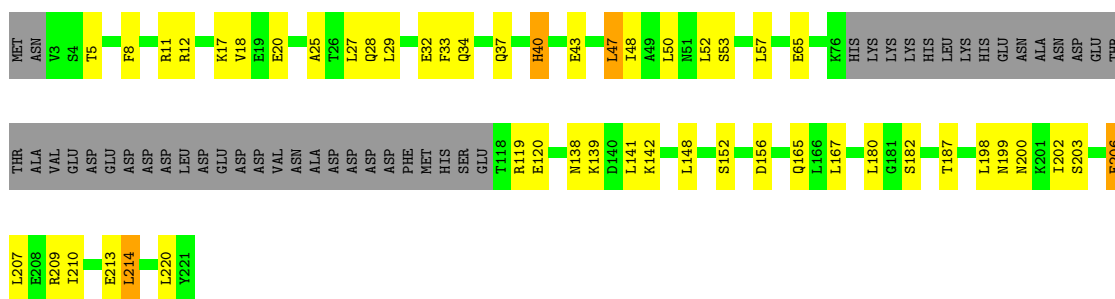 MET ASN V3 S4 T5 F8 R11 R12 K17 V18 E19 E20 A25 T26 L27 Q28 L29 E32 F33 Q34 Q37 H40 E43 L47 I48 A49 L50 N51 L52 S53 L57 E65 K76 HIS LYS LYS LYS HIS LEU LYS HIS GLU ASN ALA ASN ASP GLU THR
THR ALA VAL GLU ASP GLU ASP ASP ASP LEU ASP GLU ASP ASP VAL ASN ALA ASP ASP ASP ASP PHE MET HIS SER GLU T118 R119 E120 N138 K139 D140 L141 K142 L148 S152 D156 Q165 L166 L167 L180 G181 S182 T187 L198 N199 N200 K201 I202 S203
L207 E208 R209 I210 E213 L214 L220 Y221